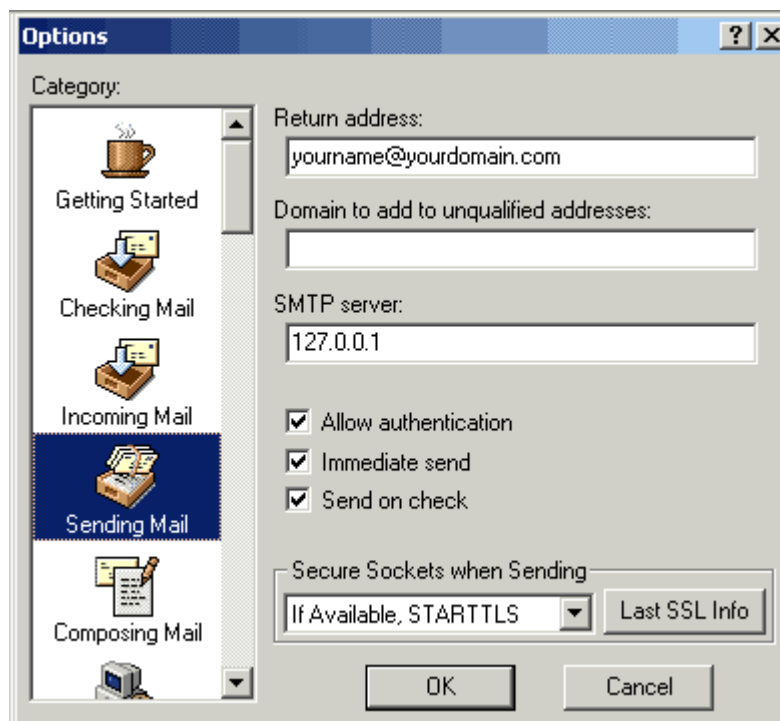 Options
Category:
Getting Started
Checking Mail
Incoming Mail
Sending Mail
Composing Mail
Return address:
yourname@yourdomain.com
Domain to add to unqualified addresses:
SMTP server:
127.0.0.1
Allow authentication
Immediate send
Send on check
Secure Sockets when Sending
If Available, STARTTLS
Last SSL Info
OK
Cancel